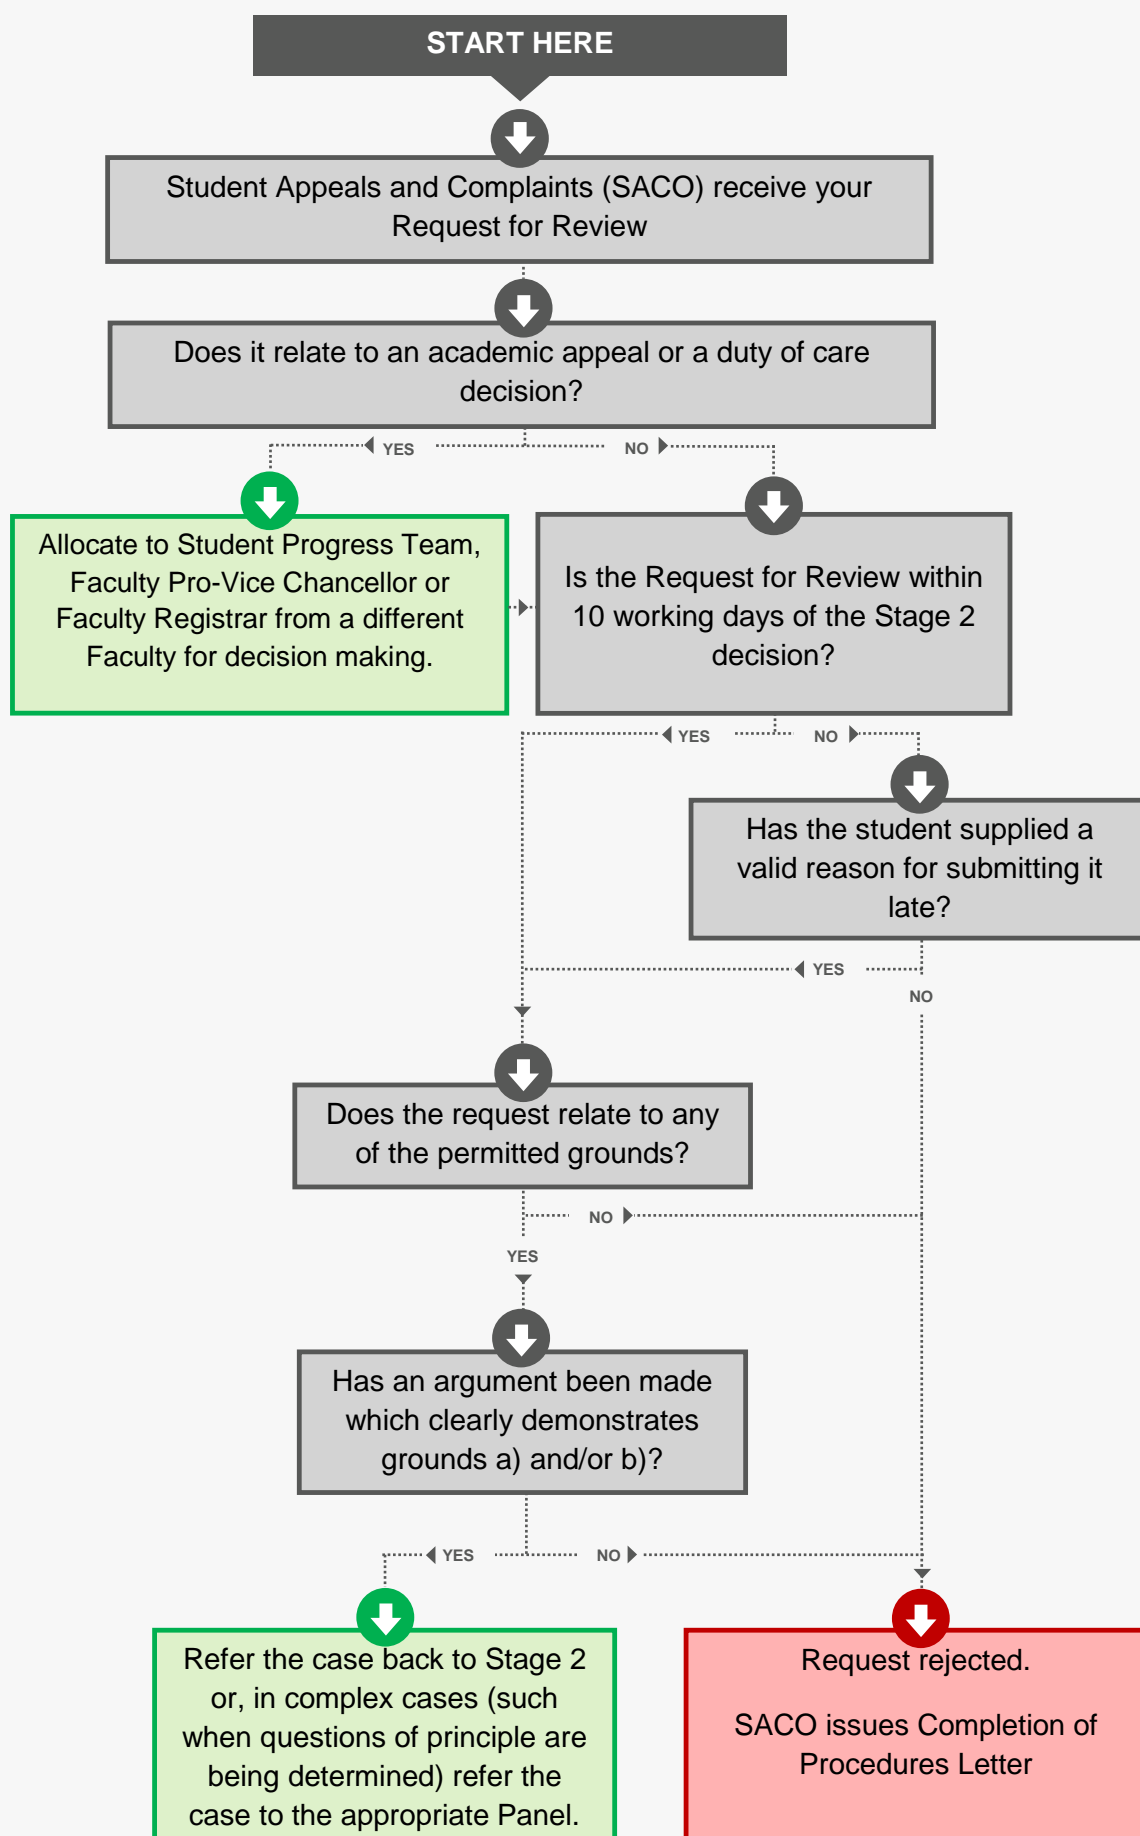 START HERE
Student Appeals and Complaints (SACO) receive your
Request for Review
Does it relate to an academic appeal or a duty of care
decision?
YES
NO
Allocate to Student Progress Team,
Faculty Pro-Vice Chancellor or
Faculty Registrar from a different
Faculty for decision making.
Is the Request for Review within
10 working days of the Stage 2
decision?
YES
NO
Has the student supplied a
valid reason for submitting it
late?
YES
NO
Does the request relate to any
of the permitted grounds?
NO
YES
Has an argument been made
which clearly demonstrates
grounds a) and/or b)?
YES
NO
Refer the case back to Stage 2
or, in complex cases (such
when questions of principle are
being determined) refer the
case to the appropriate Panel.
Request rejected.
SACO issues Completion of
Procedures Letter